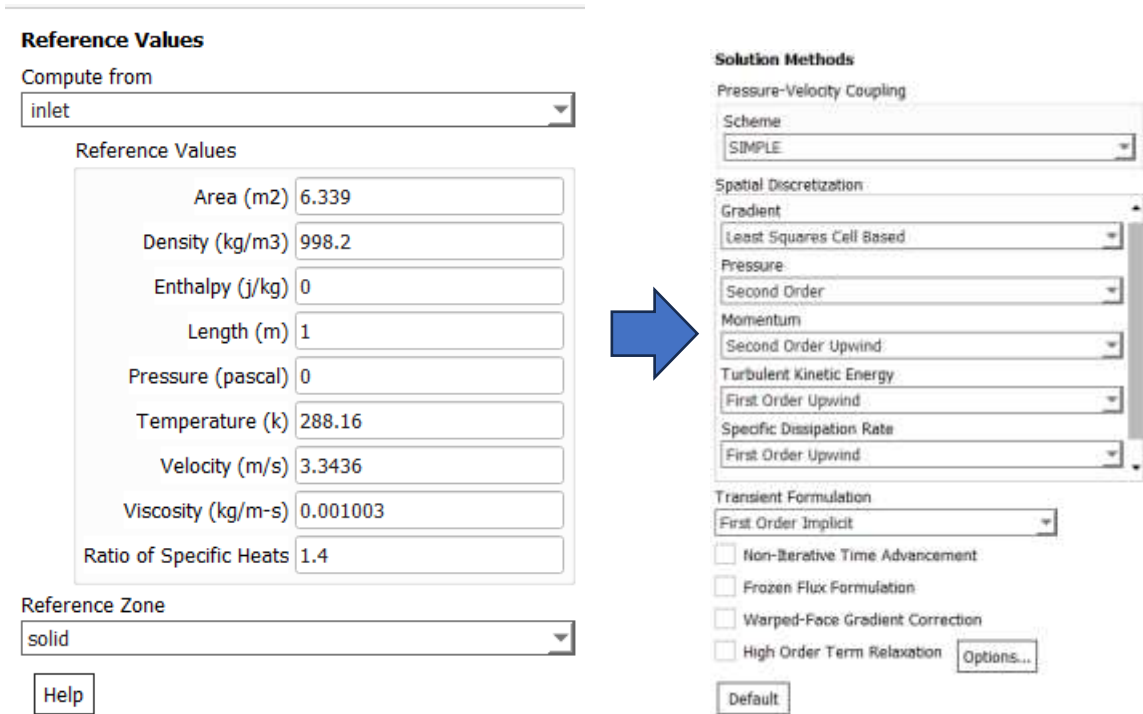 Reference Values
Compute from
inlet
Reference Values
Area (m2) 6.339
Density (kg/m3) 998.2
Enthalpy (j/kg) 0
Length (m) 1
Pressure (pascal) 0
Temperature (k) 288.16
Velocity (m/s) 3.3436
Viscosity (kg/m-s) 0.001003
Ratio of Specific Heats 1.4
Reference Zone
solid
Help
Solution Methods
Pressure-Velocity Coupling
Scheme
SIMPLE
Spatial Discretization
Gradient
Least Squares Cell Based
Pressure
Second Order
Momentum
Second Order Upwind
Turbulent Kinetic Energy
First Order Upwind
Specific Dissipation Rate
First Order Upwind
Transient Formulation
First Order Implicit
Non-Iterative Time Advancement
Frozen Flux Formulation
Warped-Face Gradient Correction
High Order Term Relaxation Options...
Default